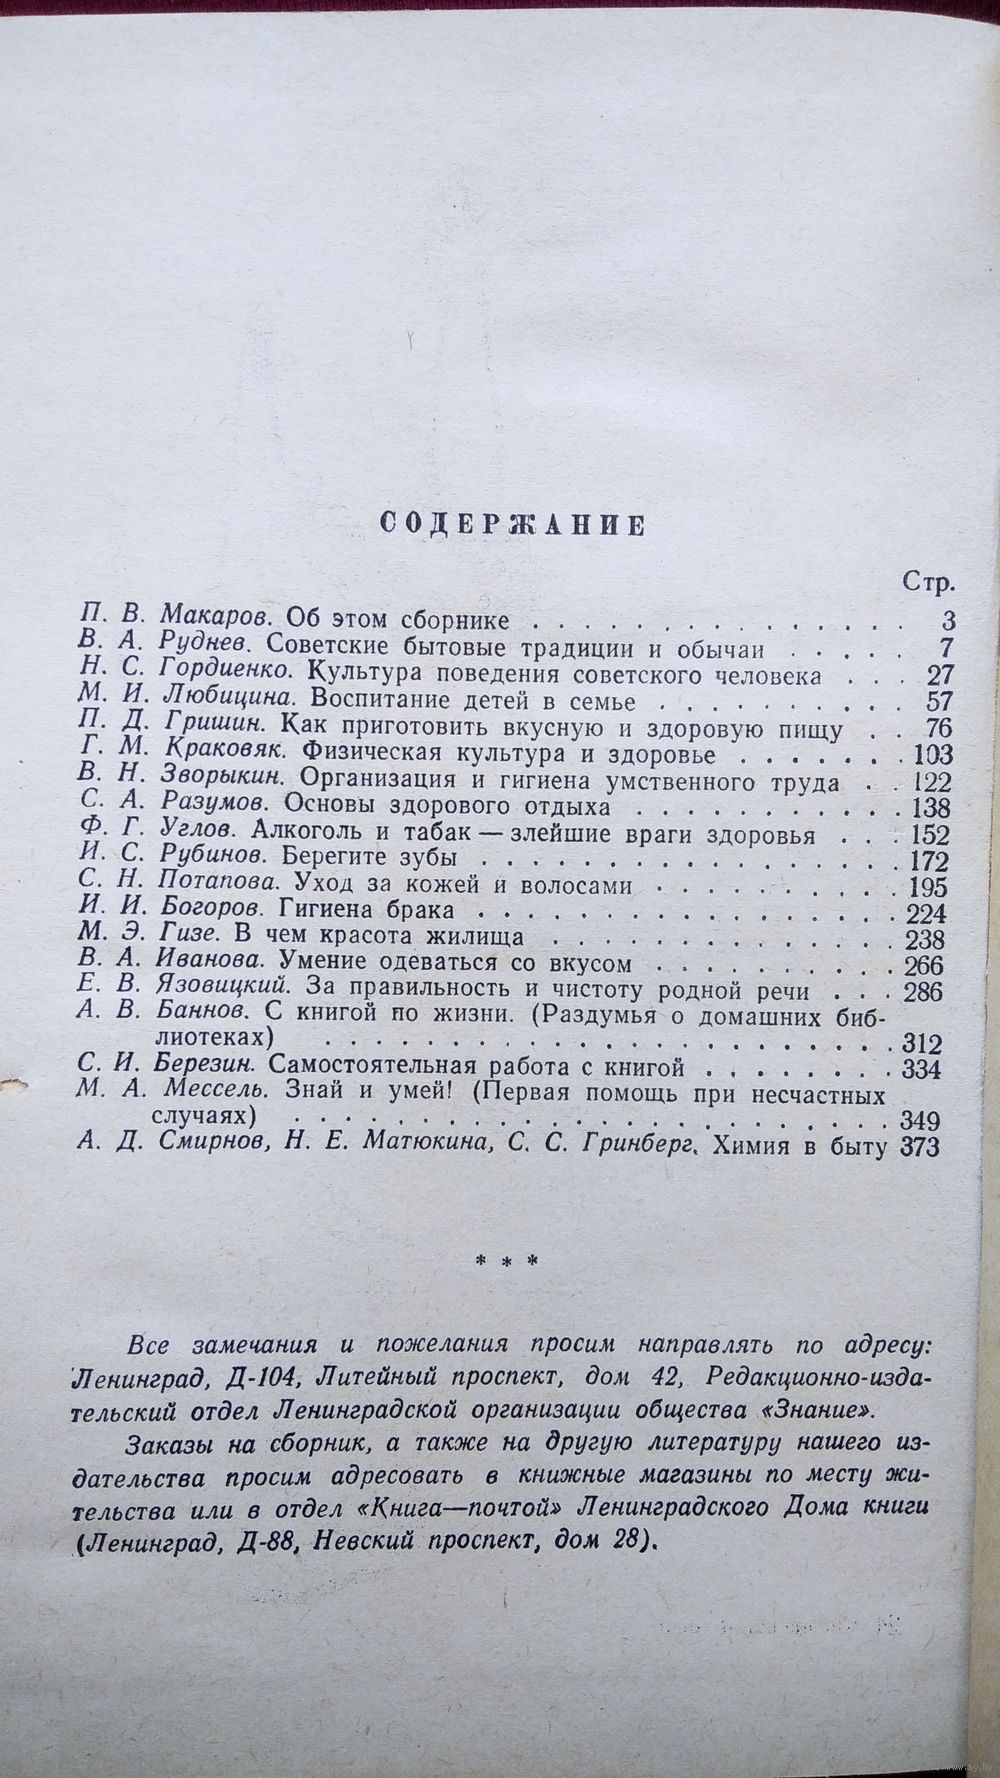 СОДЕРЖАНИЕ
Стр.
П. В. Макаров. Об этом сборнике . . . . . . . . . . . . . . . 3
В. А. Руднев. Советские бытовые традиции и обычаи . . . . . 7
Н. С. Гордиенко. Культура поведения советского человека . . . 27
М. И. Любицина. Воспитание детей в семье . . . . . . . . . . 57
П. Д. Гришин. Как приготовить вкусную и здоровую пищу . . 76
Г. М. Краковяк. Физическая культура и здоровье . . . . . . . 103
В. Н. Зворыкин. Организация и гигиена умственного труда . . 122
С. А. Разумов. Основы здорового отдыха . . . . . . . . . . . 138
Ф. Г. Углов. Алкоголь и табак — злейшие враги здоровья . . . 152
И. С. Рубинов. Берегите зубы . . . . . . . . . . . . . . . . . 172
С. Н. Потапова. Уход за кожей и волосами . . . . . . . . . . 195
И. И. Богоров. Гигиена брака . . . . . . . . . . . . . . . . . 224
М. Э. Гизе. В чем красота жилища . . . . . . . . . . . . . . 238
В. А. Иванова. Умение одеваться со вкусом . . . . . . . . . . 266
Е. В. Язовицкий. За правильность и чистоту родной речи . . . 286
А. В. Баннов. С книгой по жизни. (Раздумья о домашних биб-
лиотеках) . . . . . . . . . . . . . . . . . . . . . . . 312
С. И. Березин. Самостоятельная работа с книгой . . . . . . . . 334
М. А. Мессель. Знай и умей! (Первая помощь при несчастных
случаях) . . . . . . . . . . . . . . . . . . . . . . . . 349
А. Д. Смирнов, Н. Е. Матюкина, С. С. Гринберг. Химия в быту 373
* * *
Все замечания и пожелания просим направлять по адресу:
Ленинград, Д-104, Литейный проспект, дом 42, Редакционно-изда-
тельский отдел Ленинградской организации общества «Знание».
Заказы на сборник, а также на другую литературу нашего из-
дательства просим адресовать в книжные магазины по месту жи-
тельства или в отдел «Книга—почтой» Ленинградского Дома книги
(Ленинград, Д-88, Невский проспект, дом 28).
www.ay.by